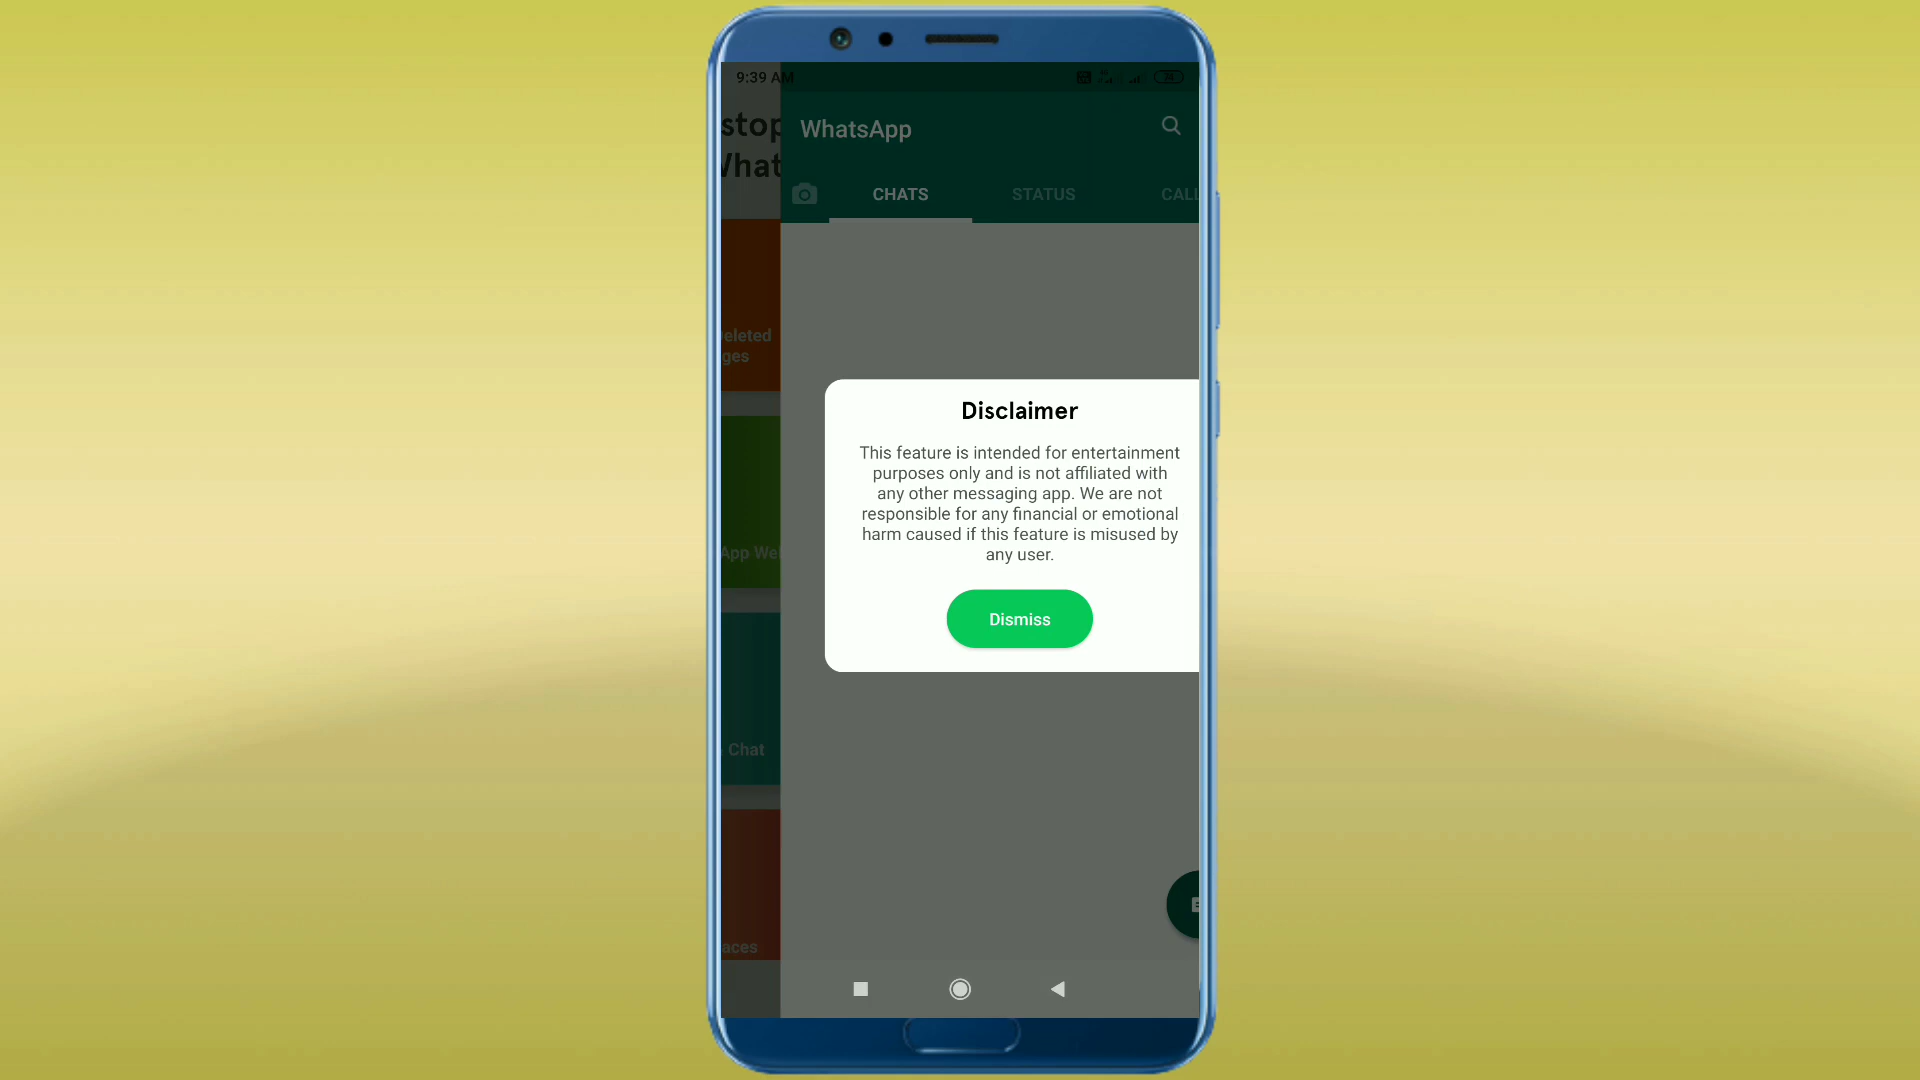 9:39 AM
stop
WhatsApp
What
CHATS
STATUS
CALL
Deleted
ges
Disclaimer
This feature is intended for entertainment
purposes only and is not affiliated with
any other messaging app. We are not
responsible for any financial or emotional
harm caused if this feature is misused by
any user.
App We
Dismiss
Chat
aces